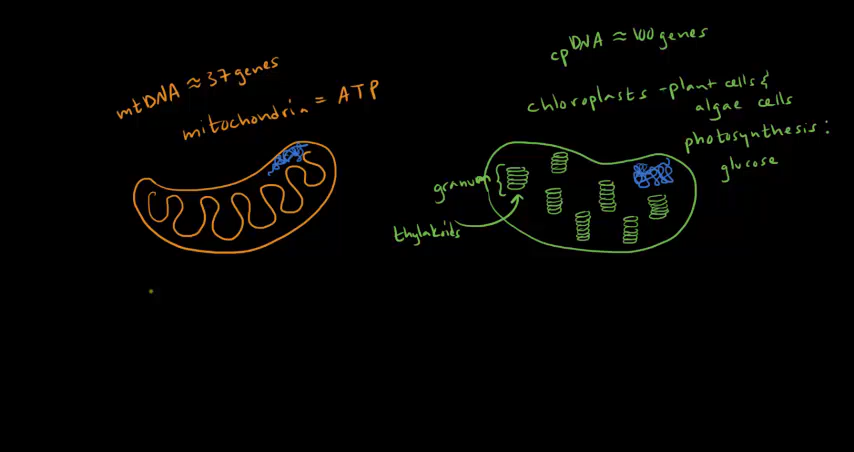 mtDNA ≈ 37 genes
mitochondria = ATP
cpDNA ≈ 100 genes
chloroplasts - plant cells &
algae cells
photosynthesis:
glucose
granum
thylakoids